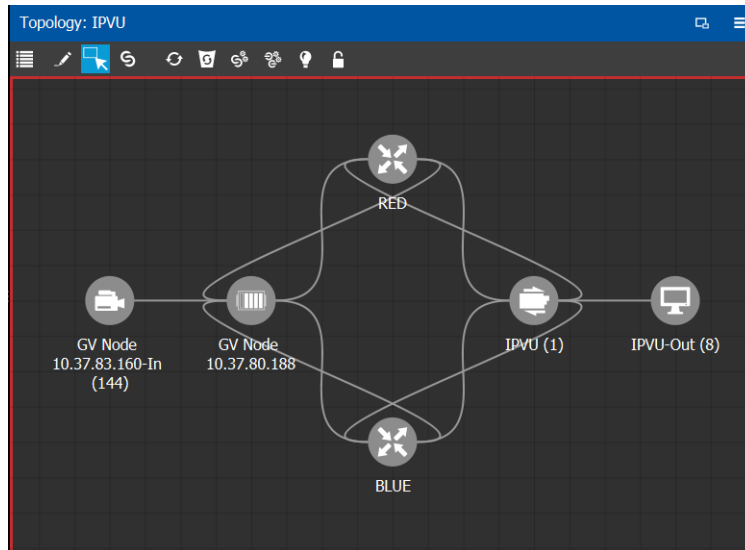 Topology: IPVU
RED
GV Node
10.37.83.160-In
(144)
GV Node
10.37.80.188
IPVU (1)
IPVU-Out (8)
BLUE